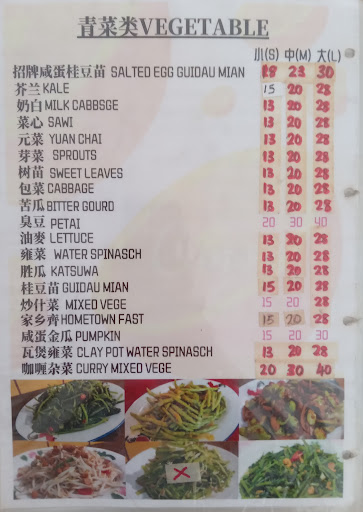 青菜类VEGETABLE
小(S) 中(M) 大(L)
招牌咸蛋桂豆苗 SALTED EGG GUIDAU MIAN 18 23 30
芥兰 KALE 15 20 28
奶白 MILK CABBSGE 13 20 28
菜心 SAWI 13 20 28
元菜 YUAN CHAI 13 20 28
芽菜 SPROUTS 13 20 28
树苗 SWEET LEAVES 13 20 28
包菜 CABBAGE 13 20 28
苦瓜 BITTER GOURD 13 20 28
臭豆 PETAI 20 30 40
油麥 LETTUCE 13 20 28
雍菜 WATER SPINASCH 13 20 28
胜瓜 KATSUWA 13 20 28
桂豆苗 GUIDAU MIAN 15 20 28
炒什菜 MIXED VEGE 15 20 28
家乡齊 HOMETOWN FAST 15 20 28
咸蛋金瓜 PUMPKIN 15 20 30
瓦煲雍菜 CLAY POT WATER SPINASCH 13 20 28
咖喱杂菜 CURRY MIXED VEGE 20 30 40